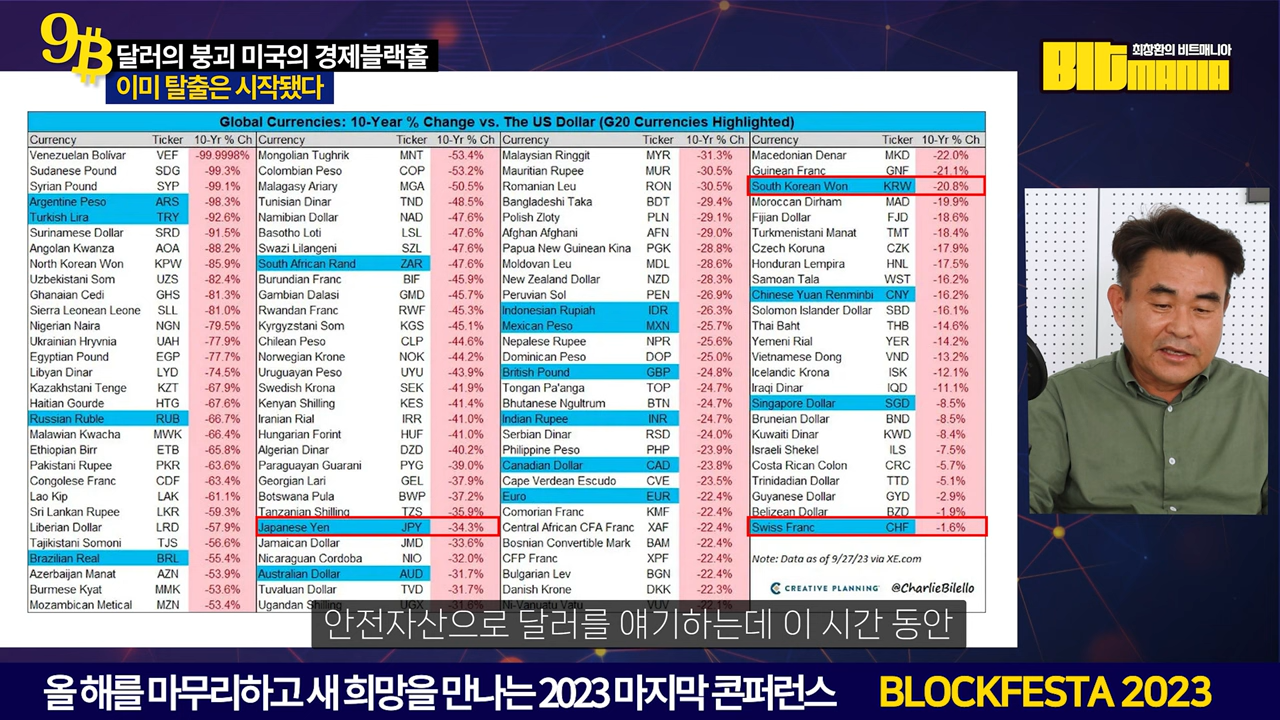 9B
달러의 붕괴 미국의 경제블랙홀
이미 탈출은 시작됐다
최창환의 비트매니아
BIT MANIA
Global Currencies: 10-Year % Change vs. The US Dollar (G20 Currencies Highlighted)
Currency Ticker 10-Yr % Ch Currency Ticker 10-Yr % Ch Currency Ticker 10-Yr % Ch Currency Ticker 10-Yr % Ch
Venezuelan Bolívar VEF -99.9998% Mongolian Tughrik MNT -53.4% Malaysian Ringgit MYR -31.3% Macedonian Denar MKD -22.0%
Sudanese Pound SDG -99.3% Colombian Peso COP -53.2% Mauritian Rupee MUR -30.5% Guinean Franc GNF -21.1%
Syrian Pound SYP -99.1% Malagasy Ariary MGA -50.5% Romanian Leu RON -30.5% South Korean Won KRW -20.8%
Argentine Peso ARS -98.3% Tunisian Dinar TND -48.5% Bangladeshi Taka BDT -29.4% Moroccan Dirham MAD -19.9%
Turkish Lira TRY -92.6% Namibian Dollar NAD -47.6% Polish Zloty PLN -29.1% Fijian Dollar FJD -18.6%
Surinamese Dollar SRD -91.5% Basotho Loti LSL -47.6% Afghan Afghani AFN -29.0% Turkmenistani Manat TMT -18.4%
Angolan Kwanza AOA -88.2% Swazi Lilangeni SZL -47.6% Papua New Guinean Kina PGK -28.8% Czech Koruna CZK -17.9%
North Korean Won KPW -85.9% South African Rand ZAR -47.6% Moldovan Leu MDL -28.6% Honduran Lempira HNL -17.5%
Uzbekistani Som UZS -82.4% Burundian Franc BIF -45.9% New Zealand Dollar NZD -28.3% Samoan Tala WST -16.2%
Ghanaian Cedi GHS -81.3% Gambian Dalasi GMD -45.7% Peruvian Sol PEN -26.9% Chinese Yuan Renminbi CNY -16.2%
Sierra Leonean Leone SLL -81.0% Rwandan Franc RWF -45.3% Indonesian Rupiah IDR -26.3% Solomon Islander Dollar SBD -16.1%
Nigerian Naira NGN -79.5% Kyrgyzstani Som KGS -45.1% Mexican Peso MXN -25.7% Thai Baht THB -14.6%
Ukrainian Hryvnia UAH -77.9% Chilean Peso CLP -44.6% Nepalese Rupee NPR -25.6% Yemeni Rial YER -14.2%
Egyptian Pound EGP -77.7% Norwegian Krone NOK -44.2% Dominican Peso DOP -25.0% Vietnamese Dong VND -13.2%
Libyan Dinar LYD -74.5% Uruguayan Peso UYU -43.9% British Pound GBP -24.8% Icelandic Krona ISK -12.1%
Kazakhstani Tenge KZT -67.9% Swedish Krona SEK -41.9% Tongan Pa'anga TOP -24.7% Iraqi Dinar IQD -11.1%
Haitian Gourde HTG -67.6% Kenyan Shilling KES -41.4% Bhutanese Ngultrum BTN -24.7% Singapore Dollar SGD -8.5%
Russian Ruble RUB -66.7% Iranian Rial IRR -41.0% Indian Rupee INR -24.7% Bruneian Dollar BND -8.5%
Malawian Kwacha MWK -66.4% Hungarian Forint HUF -41.0% Serbian Dinar RSD -24.0% Kuwaiti Dinar KWD -8.4%
Ethiopian Birr ETB -65.8% Algerian Dinar DZD -40.2% Philippine Peso PHP -23.9% Israeli Shekel ILS -7.5%
Pakistani Rupee PKR -63.6% Paraguayan Guarani PYG -39.0% Canadian Dollar CAD -23.8% Costa Rican Colon CRC -5.7%
Congolese Franc CDF -63.4% Georgian Lari GEL -37.9% Cape Verdean Escudo CVE -23.5% Trinidadian Dollar TTD -5.1%
Lao Kip LAK -61.1% Botswana Pula BWP -37.2% Euro EUR -22.4% Guyanese Dollar GYD -2.9%
Sri Lankan Rupee LKR -59.3% Tanzanian Shilling TZS -35.9% Comorian Franc KMF -22.4% Belizean Dollar BZD -1.9%
Liberian Dollar LRD -57.9% Japanese Yen JPY -34.3% Central African CFA Franc XAF -22.4% Swiss Franc CHF -1.6%
Tajikistani Somoni TJS -56.6% Jamaican Dollar JMD -33.6% Bosnian Convertible Mark BAM -22.4%
Brazilian Real BRL -55.4% Nicaraguan Cordoba NIO -32.0% CFP Franc XPF -22.4% Note: Data as of 9/27/23 via XE.com
Azerbaijan Manat AZN -53.9% Australian Dollar AUD -31.7% Bulgarian Lev BGN -22.4%
Burmese Kyat MMK -53.6% Tuvaluan Dollar TVD -31.7% Danish Krone DKK -22.3% CREATIVE PLANNING @CharlieBilello
Mozambican Metical MZN -53.4% Ugandan Shilling UGX -31.6% Ni-Vanuatu Vatu VUV -22.1%
안전자산으로 달러를 얘기하는데 이 시간 동안
올 해를 마무리하고 새 희망을 만나는 2023 마지막 콘퍼런스 BLOCKFESTA 2023